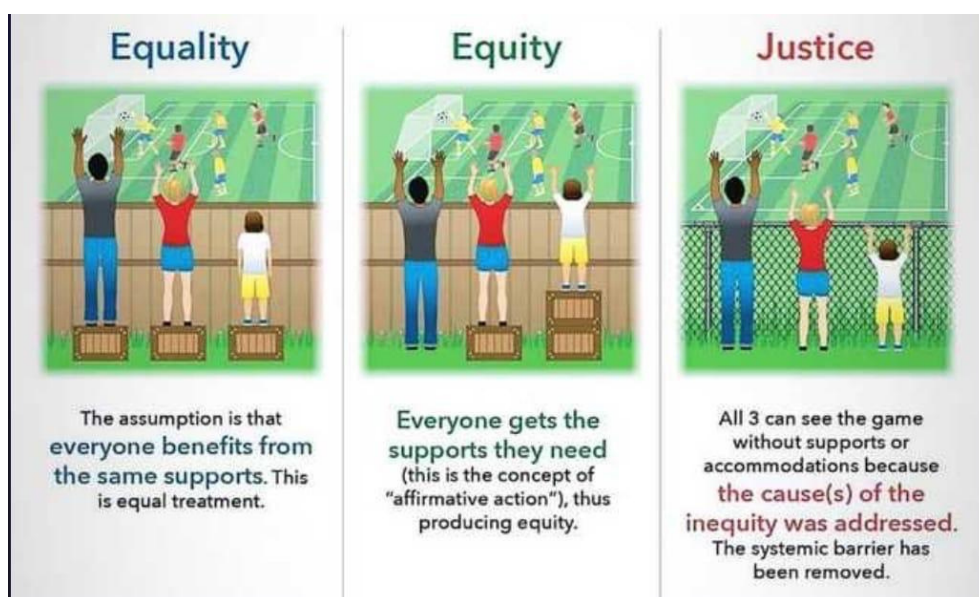 Equality
The assumption is that
everyone benefits from
the same supports. This
is equal treatment.
Equity
Everyone gets the
supports they need
(this is the concept of
"affirmative action"), thus
producing equity.
Justice
All 3 can see the game
without supports or
accommodations because
the cause(s) of the
inequity was addressed.
The systemic barrier has
been removed.